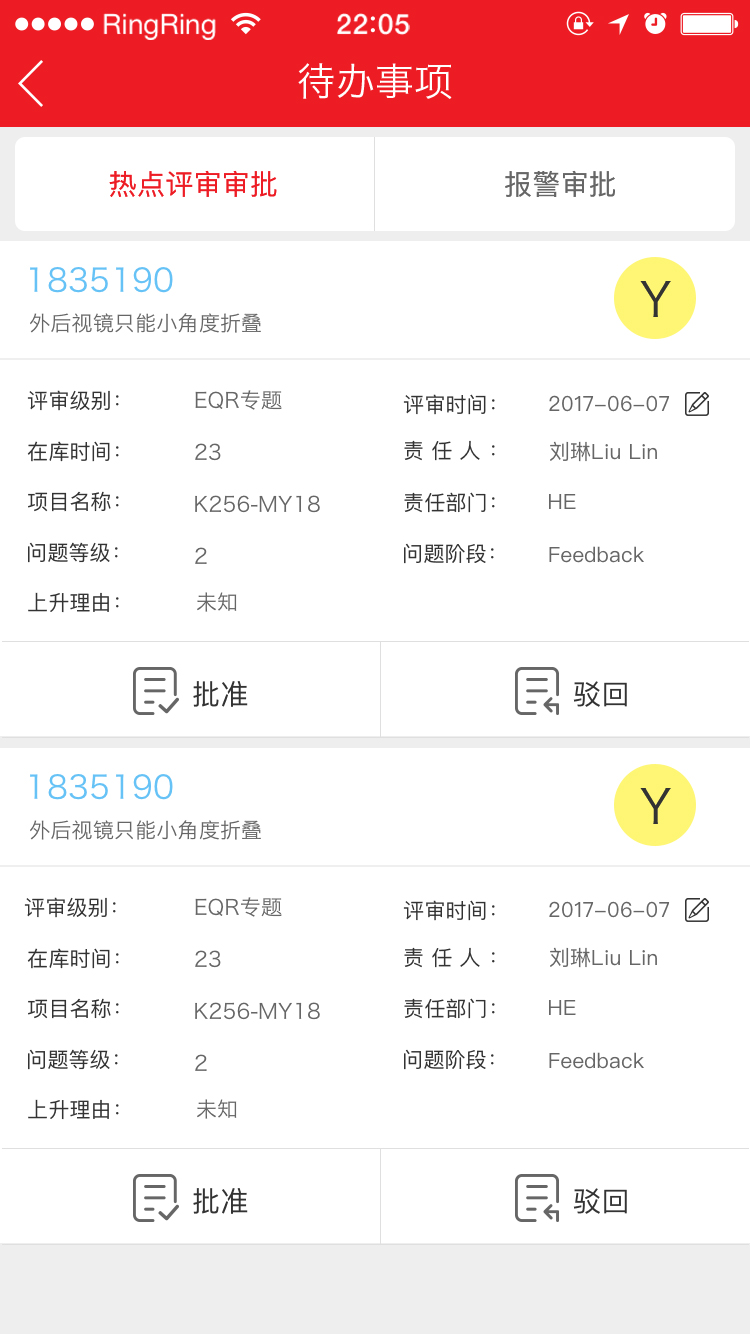 RingRing 22:05
待办事项
热点评审审批 报警审批
1835190
外后视镜只能小角度折叠
Y
评审级别: EQR专题 评审时间: 2017-06-07
在库时间: 23 责 任 人 : 刘琳Liu Lin
项目名称: K256-MY18 责任部门: HE
问题等级: 2 问题阶段: Feedback
上升理由: 未知
批准 驳回
1835190
外后视镜只能小角度折叠
Y
评审级别: EQR专题 评审时间: 2017-06-07
在库时间: 23 责 任 人 : 刘琳Liu Lin
项目名称: K256-MY18 责任部门: HE
问题等级: 2 问题阶段: Feedback
上升理由: 未知
批准 驳回